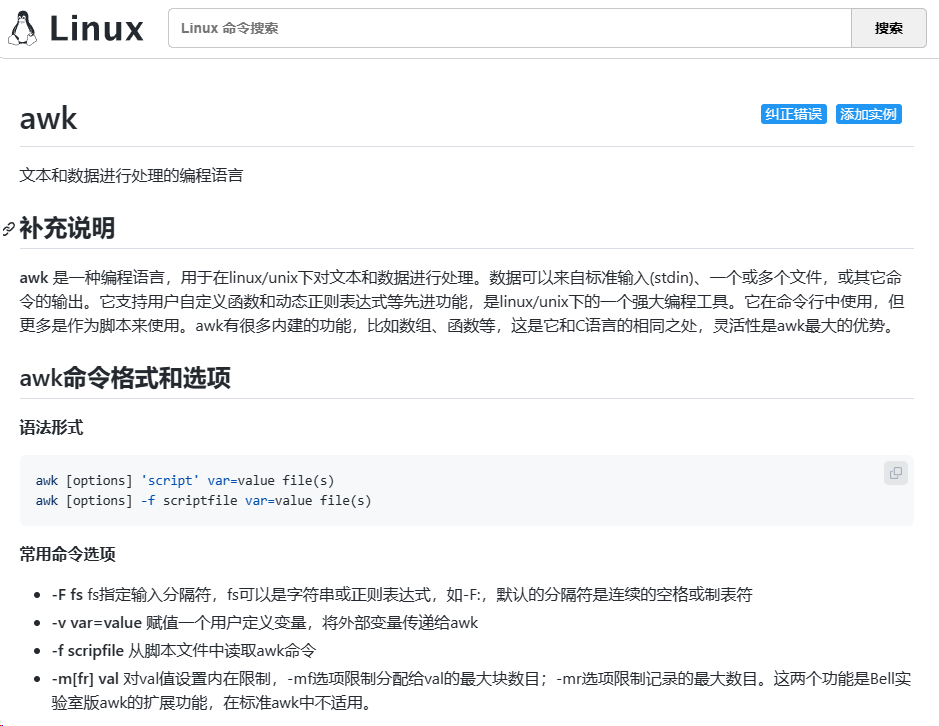 Linux
Linux 命令搜索
搜索
awk
纠正错误
添加实例
文本和数据进行处理的编程语言
补充说明
awk 是一种编程语言，用于在linux/unix下对文本和数据进行处理。数据可以来自标准输入(stdin)、一个或多个文件，或其它命
令的输出。它支持用户自定义函数和动态正则表达式等先进功能，是linux/unix下的一个强大编程工具。它在命令行中使用，但
更多是作为脚本来使用。awk有很多内建的功能，比如数组、函数等，这是它和C语言的相同之处，灵活性是awk最大的优势。
awk命令格式和选项
语法形式
awk [options] 'script' var=value file(s)
awk [options] -f scriptfile var=value file(s)
常用命令选项
-F fs fs指定输入分隔符，fs可以是字符串或正则表达式，如-F:，默认的分隔符是连续的空格或制表符
-v var=value 赋值一个用户定义变量，将外部变量传递给awk
-f scripfile 从脚本文件中读取awk命令
-m[fr] val 对val值设置内在限制，-mf选项限制分配给val的最大块数目；-mr选项限制记录的最大数目。这两个功能是Bell实
验室版awk的扩展功能，在标准awk中不适用。